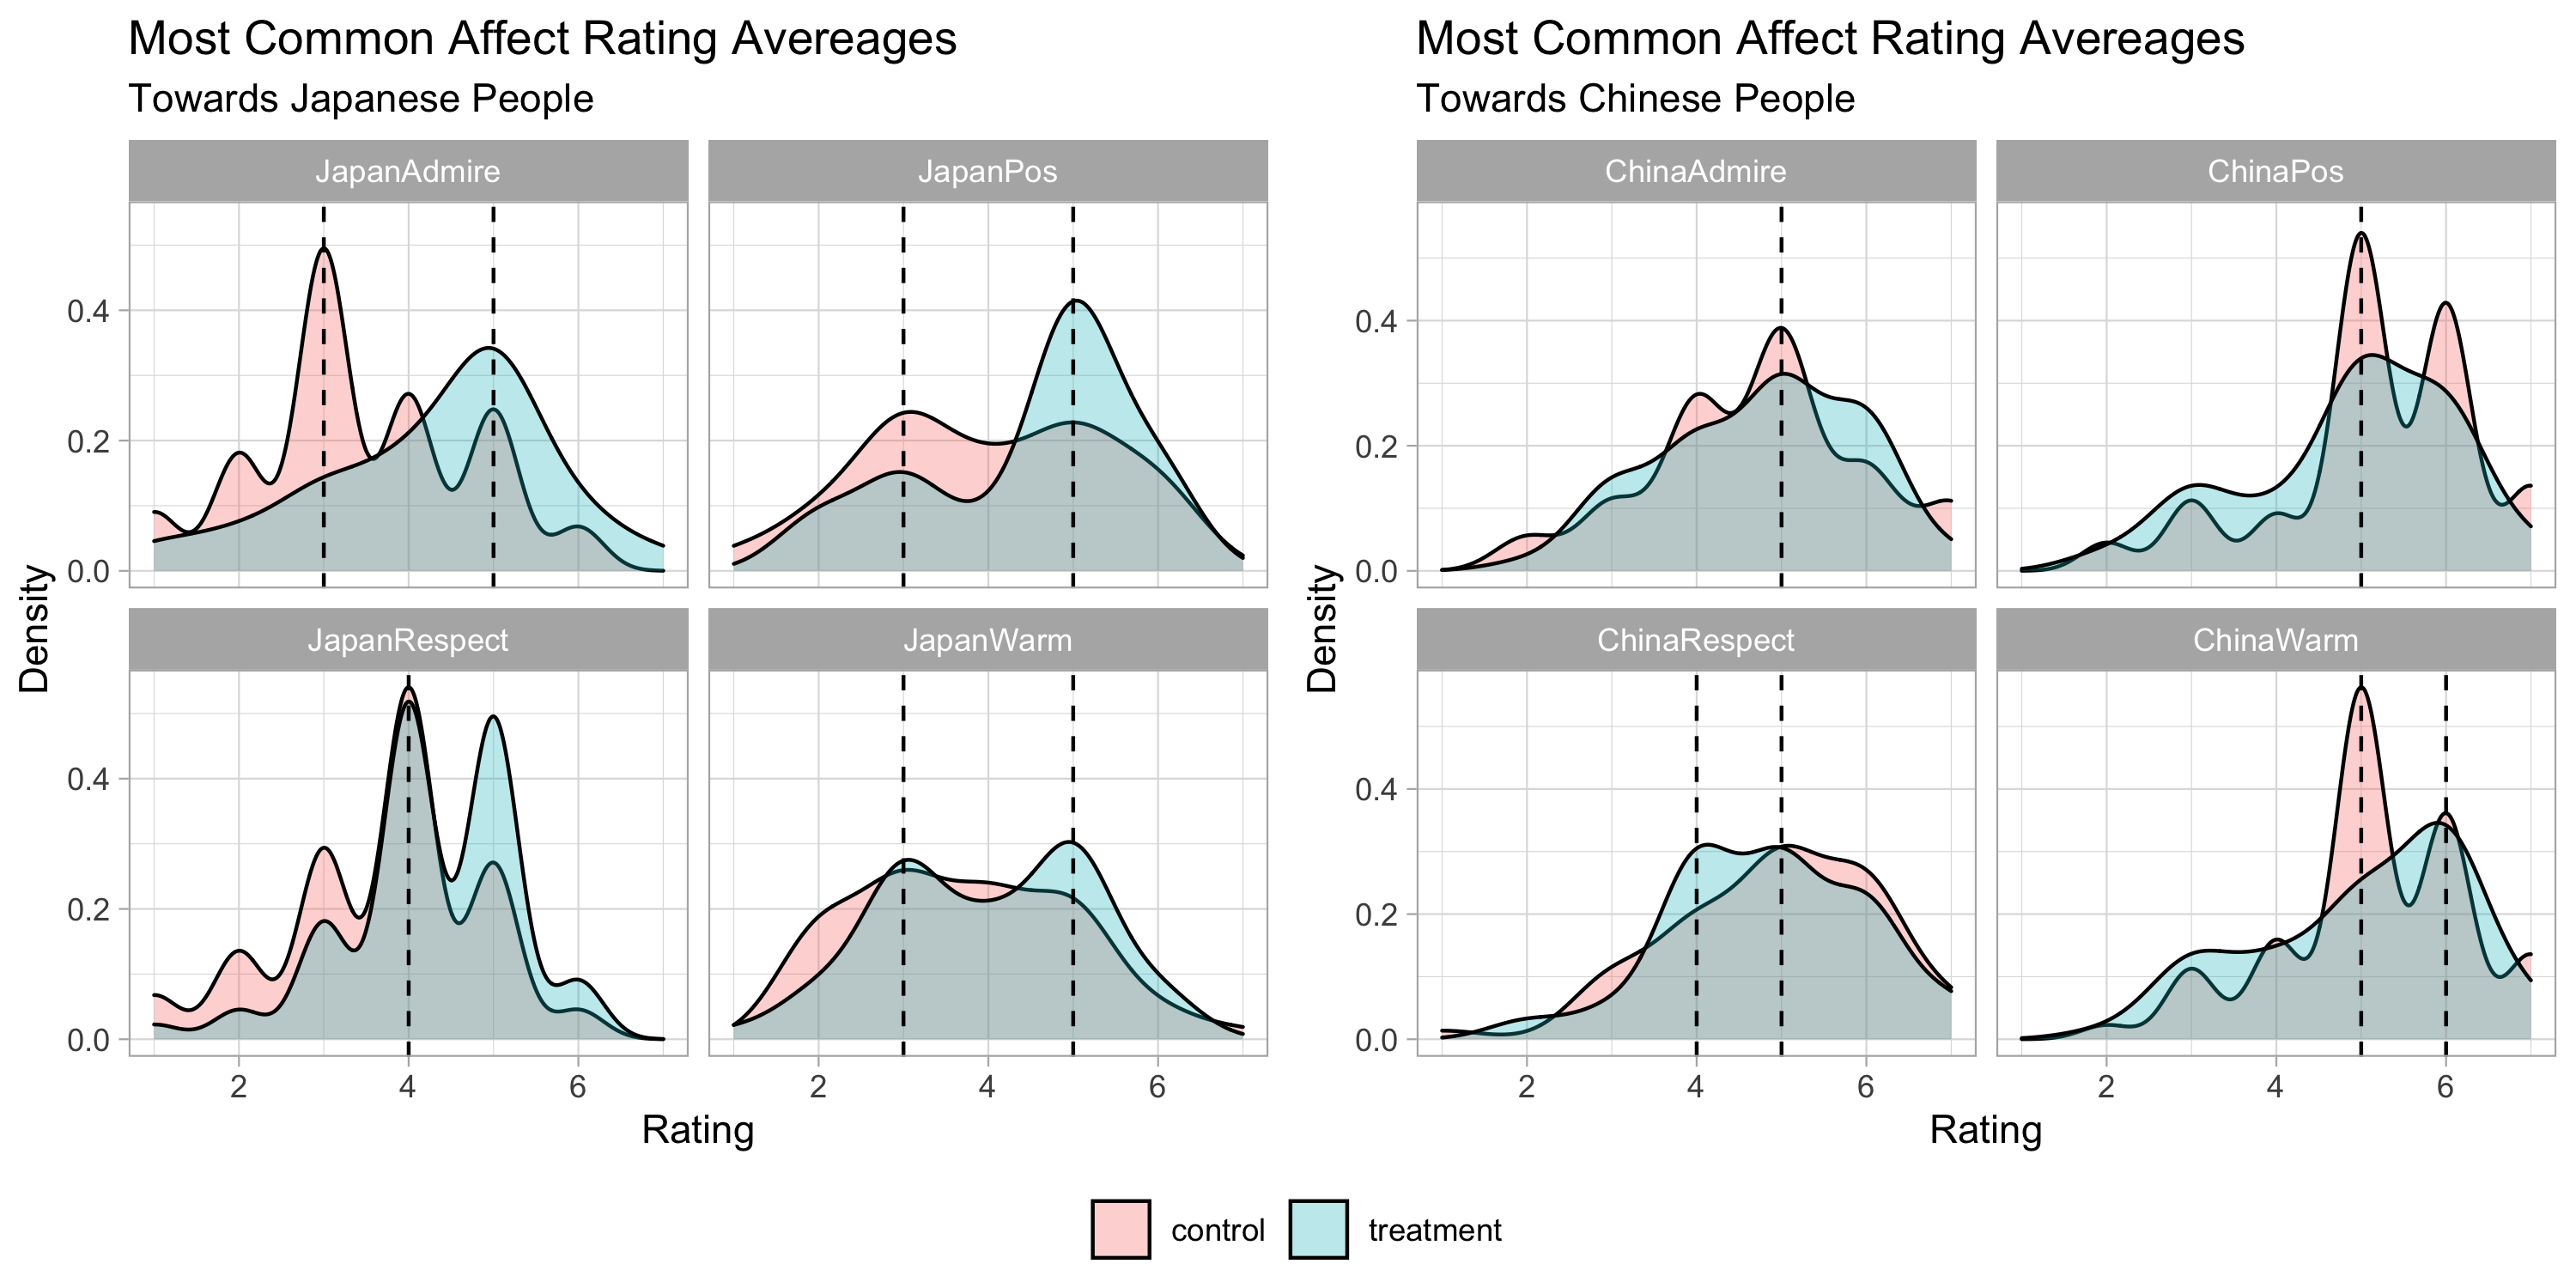 Most Common Affect Rating Avereages
Towards Japanese People
JapanAdmire
JapanPos
0.4
0.2
0.0
JapanRespect
JapanWarm
0.4
0.2
0.0
2
4
6
2
4
6
Density
Rating
Most Common Affect Rating Avereages
Towards Chinese People
ChinaAdmire
ChinaPos
0.4
0.2
0.0
ChinaRespect
ChinaWarm
0.4
0.2
0.0
2
4
6
2
4
6
Density
Rating
control
treatment